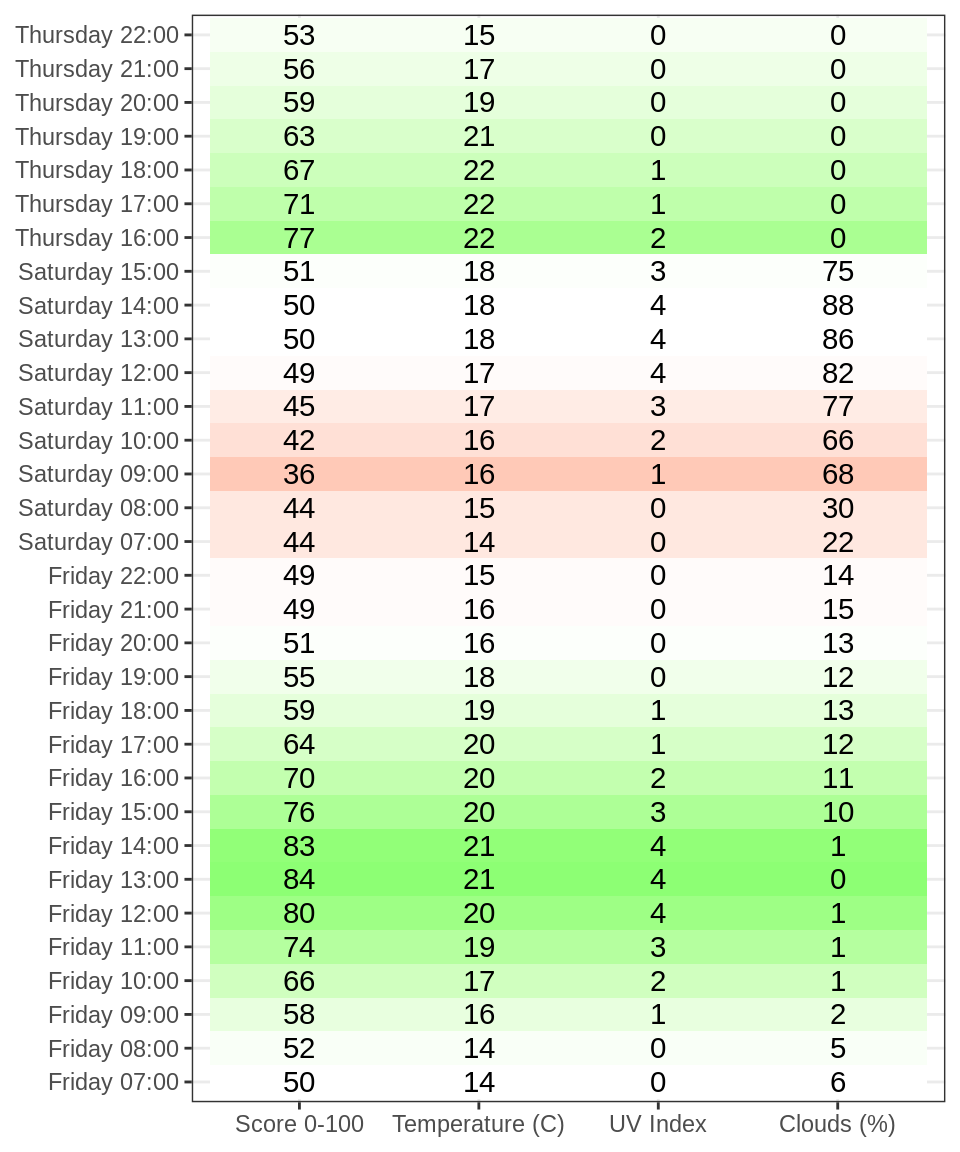 Thursday 22:00 53 15 0 0
Thursday 21:00 56 17 0 0
Thursday 20:00 59 19 0 0
Thursday 19:00 63 21 0 0
Thursday 18:00 67 22 1 0
Thursday 17:00 71 22 1 0
Thursday 16:00 77 22 2 0
Saturday 15:00 51 18 3 75
Saturday 14:00 50 18 4 88
Saturday 13:00 50 18 4 86
Saturday 12:00 49 17 4 82
Saturday 11:00 45 17 3 77
Saturday 10:00 42 16 2 66
Saturday 09:00 36 16 1 68
Saturday 08:00 44 15 0 30
Saturday 07:00 44 14 0 22
Friday 22:00 49 15 0 14
Friday 21:00 49 16 0 15
Friday 20:00 51 16 0 13
Friday 19:00 55 18 0 12
Friday 18:00 59 19 1 13
Friday 17:00 64 20 1 12
Friday 16:00 70 20 2 11
Friday 15:00 76 20 3 10
Friday 14:00 83 21 4 1
Friday 13:00 84 21 4 0
Friday 12:00 80 20 4 1
Friday 11:00 74 19 3 1
Friday 10:00 66 17 2 1
Friday 09:00 58 16 1 2
Friday 08:00 52 14 0 5
Friday 07:00 50 14 0 6
Score 0-100 Temperature (C) UV Index Clouds (%)